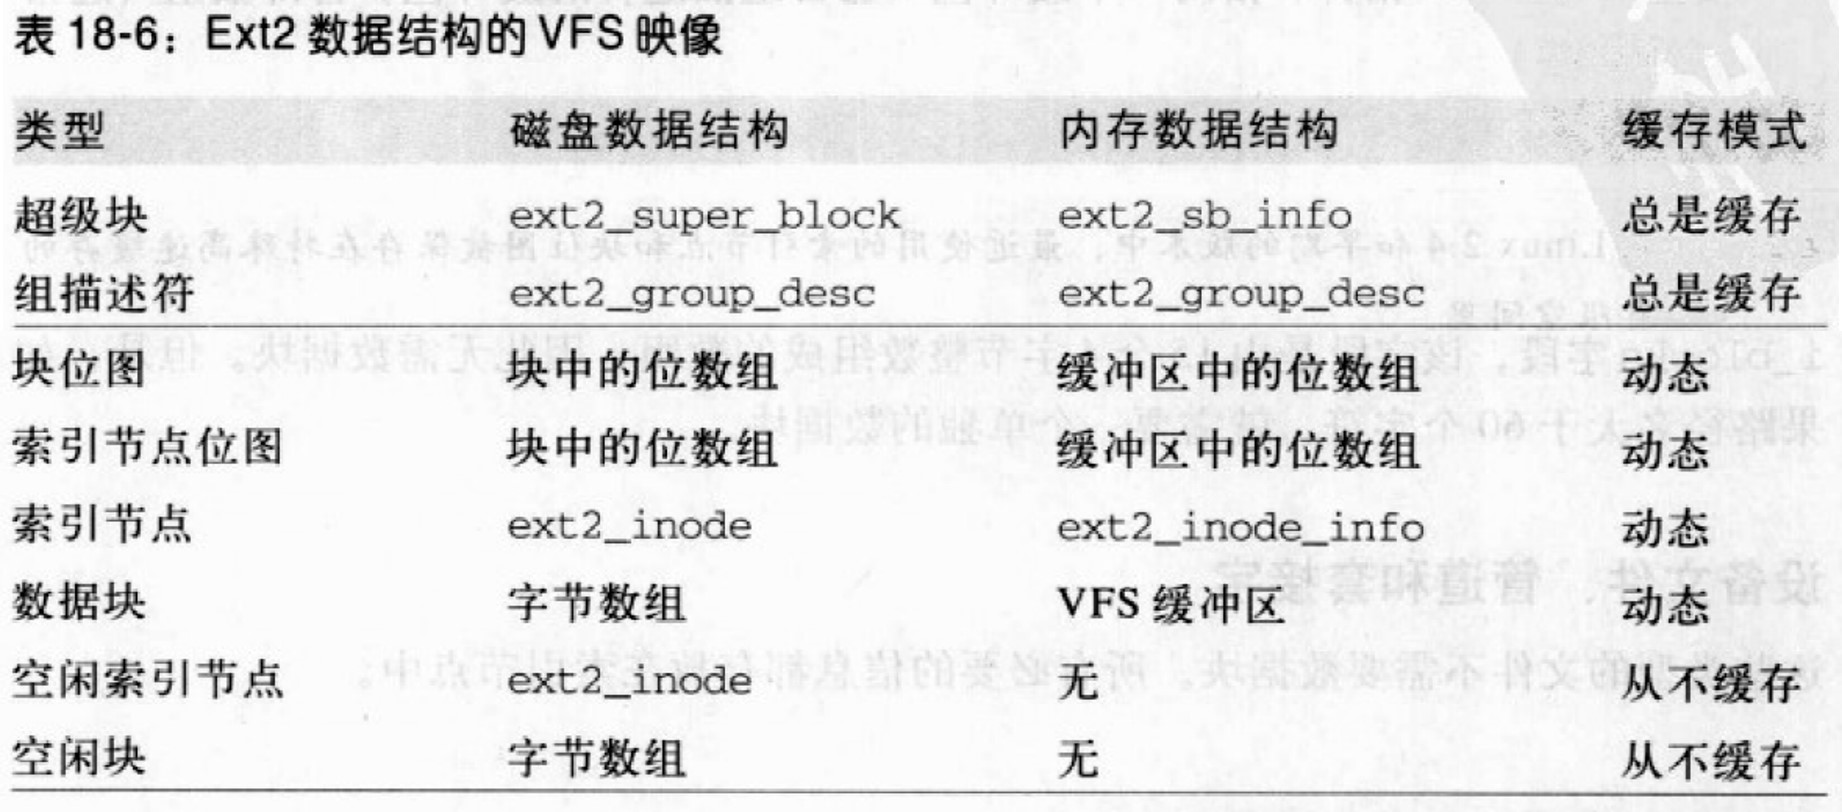 表 18-6：Ext2 数据结构的 VFS 映像
类型 磁盘数据结构 内存数据结构 缓存模式
超级块 ext2_super_block ext2_sb_info 总是缓存
组描述符 ext2_group_desc ext2_group_desc 总是缓存
块位图 块中的位数组 缓冲区中的位数组 动态
索引节点位图 块中的位数组 缓冲区中的位数组 动态
索引节点 ext2_inode ext2_inode_info 动态
数据块 字节数组 VFS 缓冲区 动态
空闲索引节点 ext2_inode 无 从不缓存
空闲块 字节数组 无 从不缓存